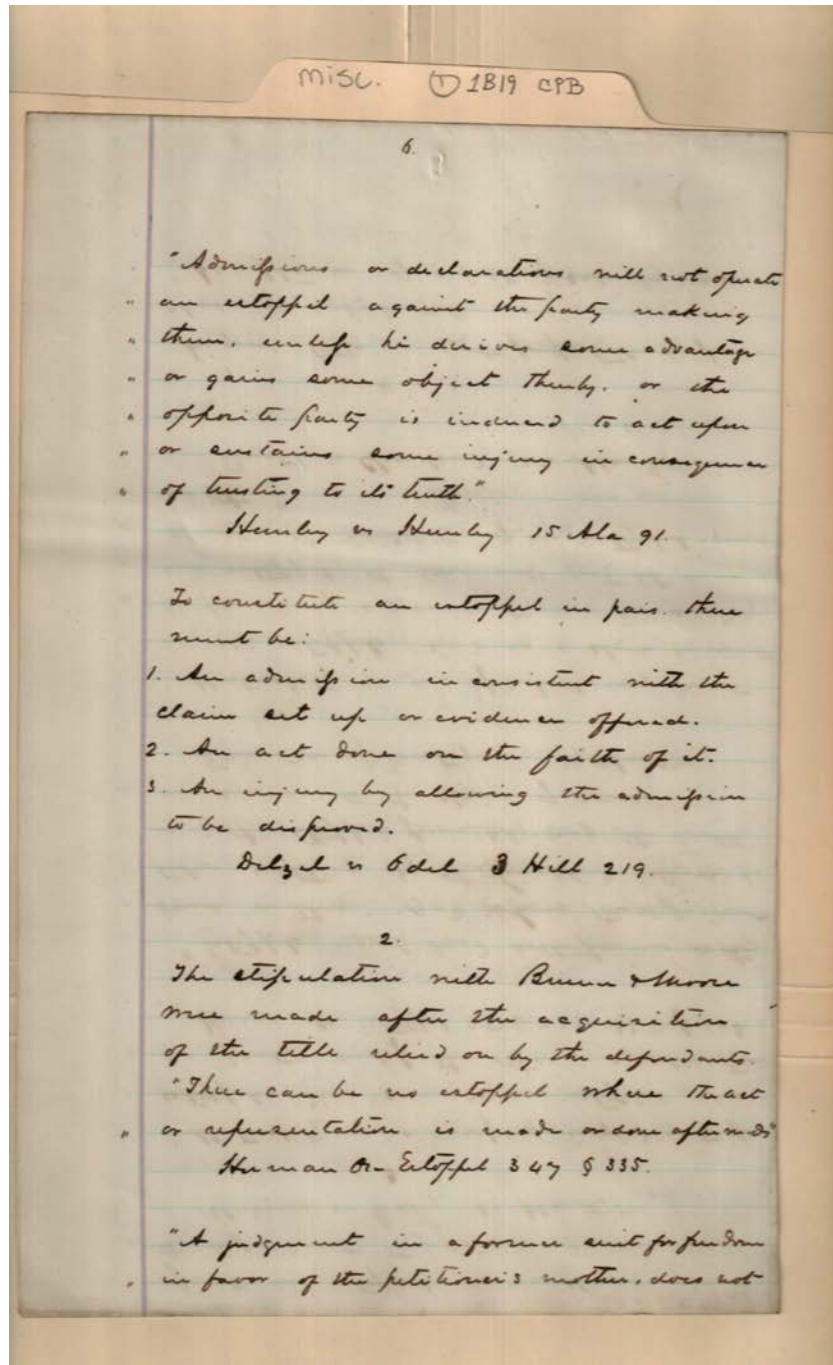 misc. ① 1B19 CPB
6.
"Admissions or declarations will not operate
" an estoppel against the party making
" them, unless he derives some advantage
" or gains some object thereby, or the
" opposite party is induced to act upon
" or sustains some injury in consequence
" of trusting to its truth."
vs 15 Ala 91.
To constitute an estoppel in pais there
must be:
1. An admission inconsistent with the
claim set up or evidence offered.
2. An act done on the faith of it.
3. An injury by allowing the admission
to be disproved.
Delzel vs Odel 3 Hill 219.
2.
The stipulation with & Moore
were made after the acquisition
of the title relied on by the defendants.
"There can be no estoppel where the act
" or representation is made or done afterwards"
Herman On Estoppel 347 § 335.
"A judgment in a former suit for freedom
" in favor of the petitioner's mother, does not